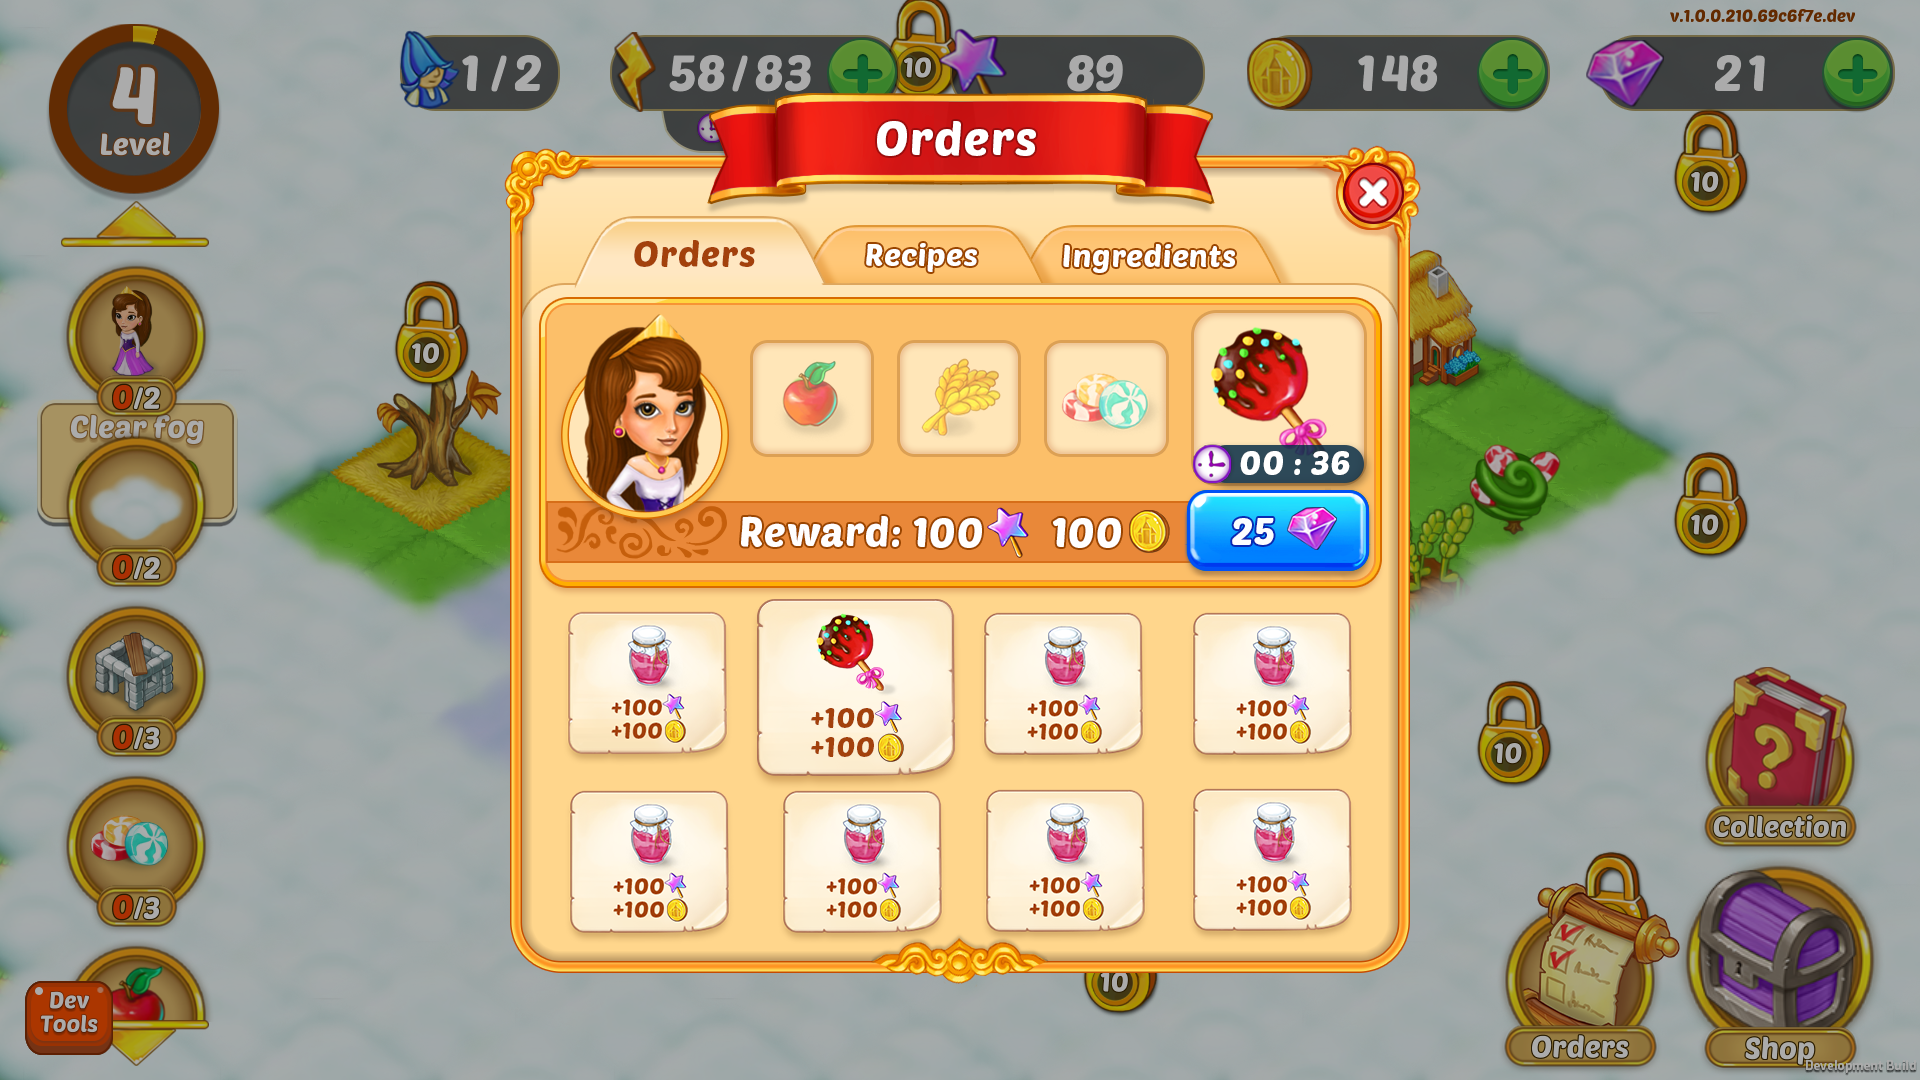 v.1.0.0.210.69c6f7e.dev
4
Level
1/2
58/83
10
89
148
21
Orders
10
Orders
Recipes
Ingredients
10
0/2
Clear fog
00 : 36
Reward: 100 100
25
10
0/2
+100
+100
+100
+100
+100
+100
+100
+100
0/3
10
Collection
+100
+100
+100
+100
+100
+100
+100
+100
0/3
10
Dev
Tools
Orders
Shop
Development Build